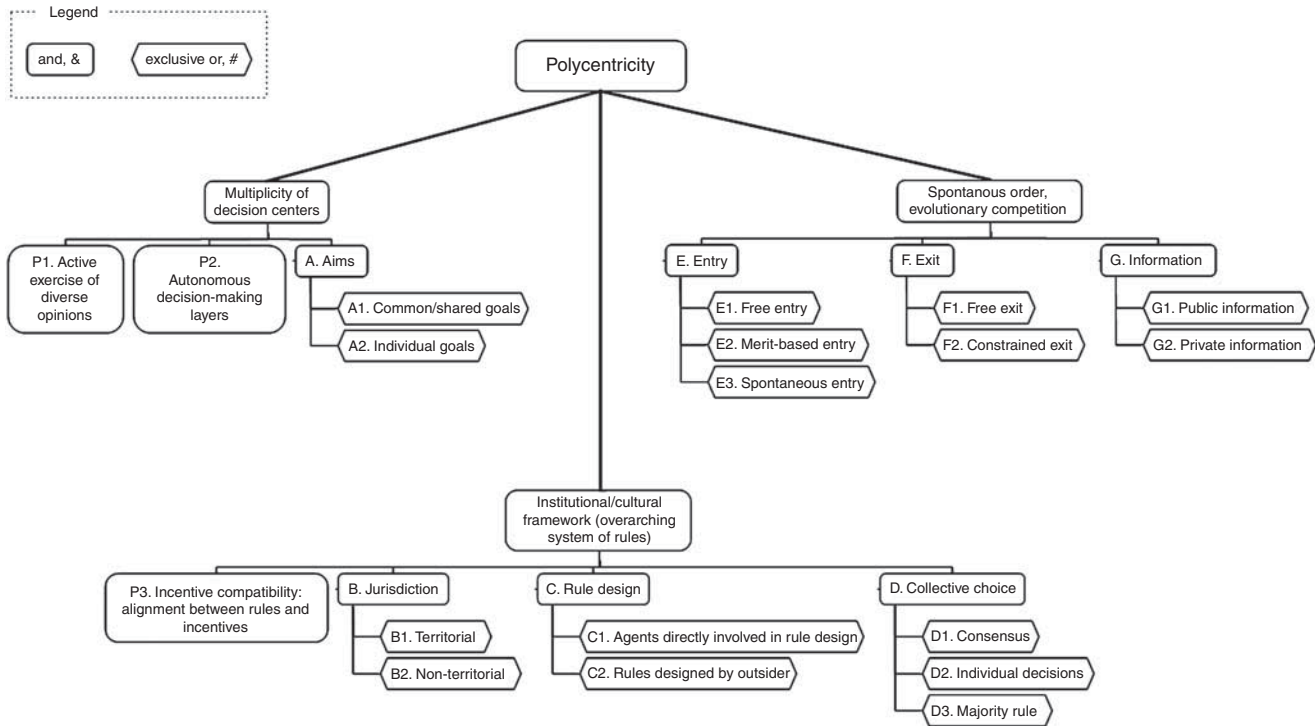 Legend
and, &
exclusive or, #
Polycentricity
Multiplicity of
decision centers
P1. Active
exercise of
diverse
opinions
P2.
Autonomous
decision-making
layers
A. Aims
A1. Common/shared goals
A2. Individual goals
Spontanous order,
evolutionary competition
E. Entry
E1. Free entry
E2. Merit-based entry
E3. Spontaneous entry
F. Exit
F1. Free exit
F2. Constrained exit
G. Information
G1. Public information
G2. Private information
Institutional/cultural
framework (overarching
system of rules)
P3. Incentive compatibility:
alignment between rules and
incentives
B. Jurisdiction
B1. Territorial
B2. Non-territorial
C. Rule design
C1. Agents directly involved in rule design
C2. Rules designed by outsider
D. Collective choice
D1. Consensus
D2. Individual decisions
D3. Majority rule